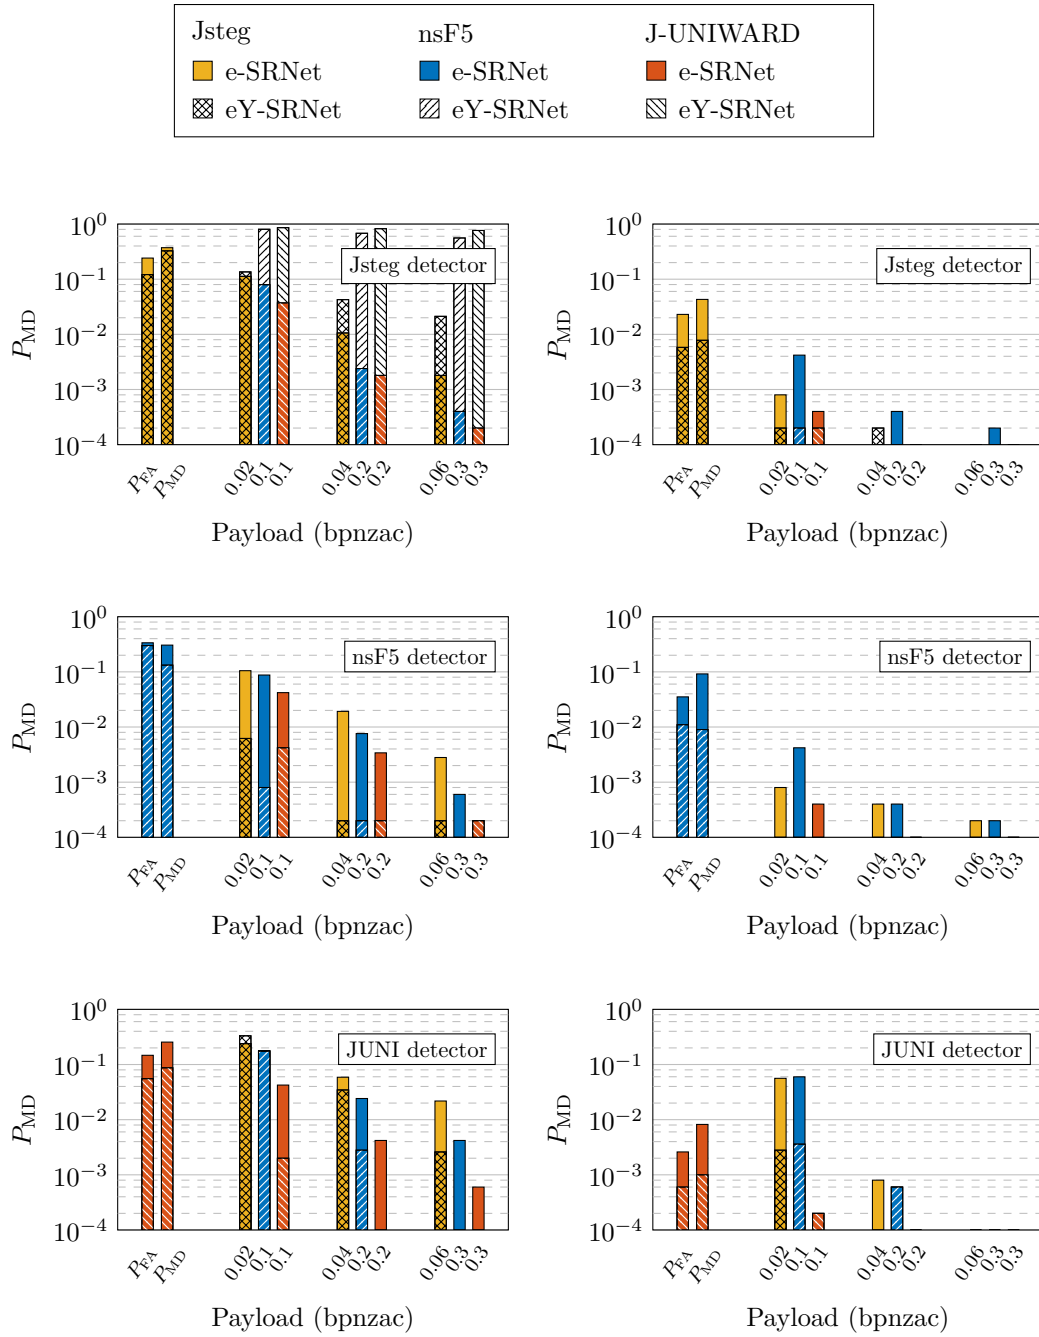 Jsteg nsF5 J-UNIWARD
e-SRNet e-SRNet e-SRNet
eY-SRNet eY-SRNet eY-SRNet
10^0
10^−1
10^−2
10^−3
10^−4
P_MD
Jsteg detector
P_FA P_MD 0.02 0.1 0.1 0.04 0.2 0.2 0.06 0.3 0.3
Payload (bpnzac)
10^0
10^−1
10^−2
10^−3
10^−4
P_MD
Jsteg detector
P_FA P_MD 0.02 0.1 0.1 0.04 0.2 0.2 0.06 0.3 0.3
Payload (bpnzac)
10^0
10^−1
10^−2
10^−3
10^−4
P_MD
nsF5 detector
P_FA P_MD 0.02 0.1 0.1 0.04 0.2 0.2 0.06 0.3 0.3
Payload (bpnzac)
10^0
10^−1
10^−2
10^−3
10^−4
P_MD
nsF5 detector
P_FA P_MD 0.02 0.1 0.1 0.04 0.2 0.2 0.06 0.3 0.3
Payload (bpnzac)
10^0
10^−1
10^−2
10^−3
10^−4
P_MD
JUNI detector
P_FA P_MD 0.02 0.1 0.1 0.04 0.2 0.2 0.06 0.3 0.3
Payload (bpnzac)
10^0
10^−1
10^−2
10^−3
10^−4
P_MD
JUNI detector
P_FA P_MD 0.02 0.1 0.1 0.04 0.2 0.2 0.06 0.3 0.3
Payload (bpnzac)